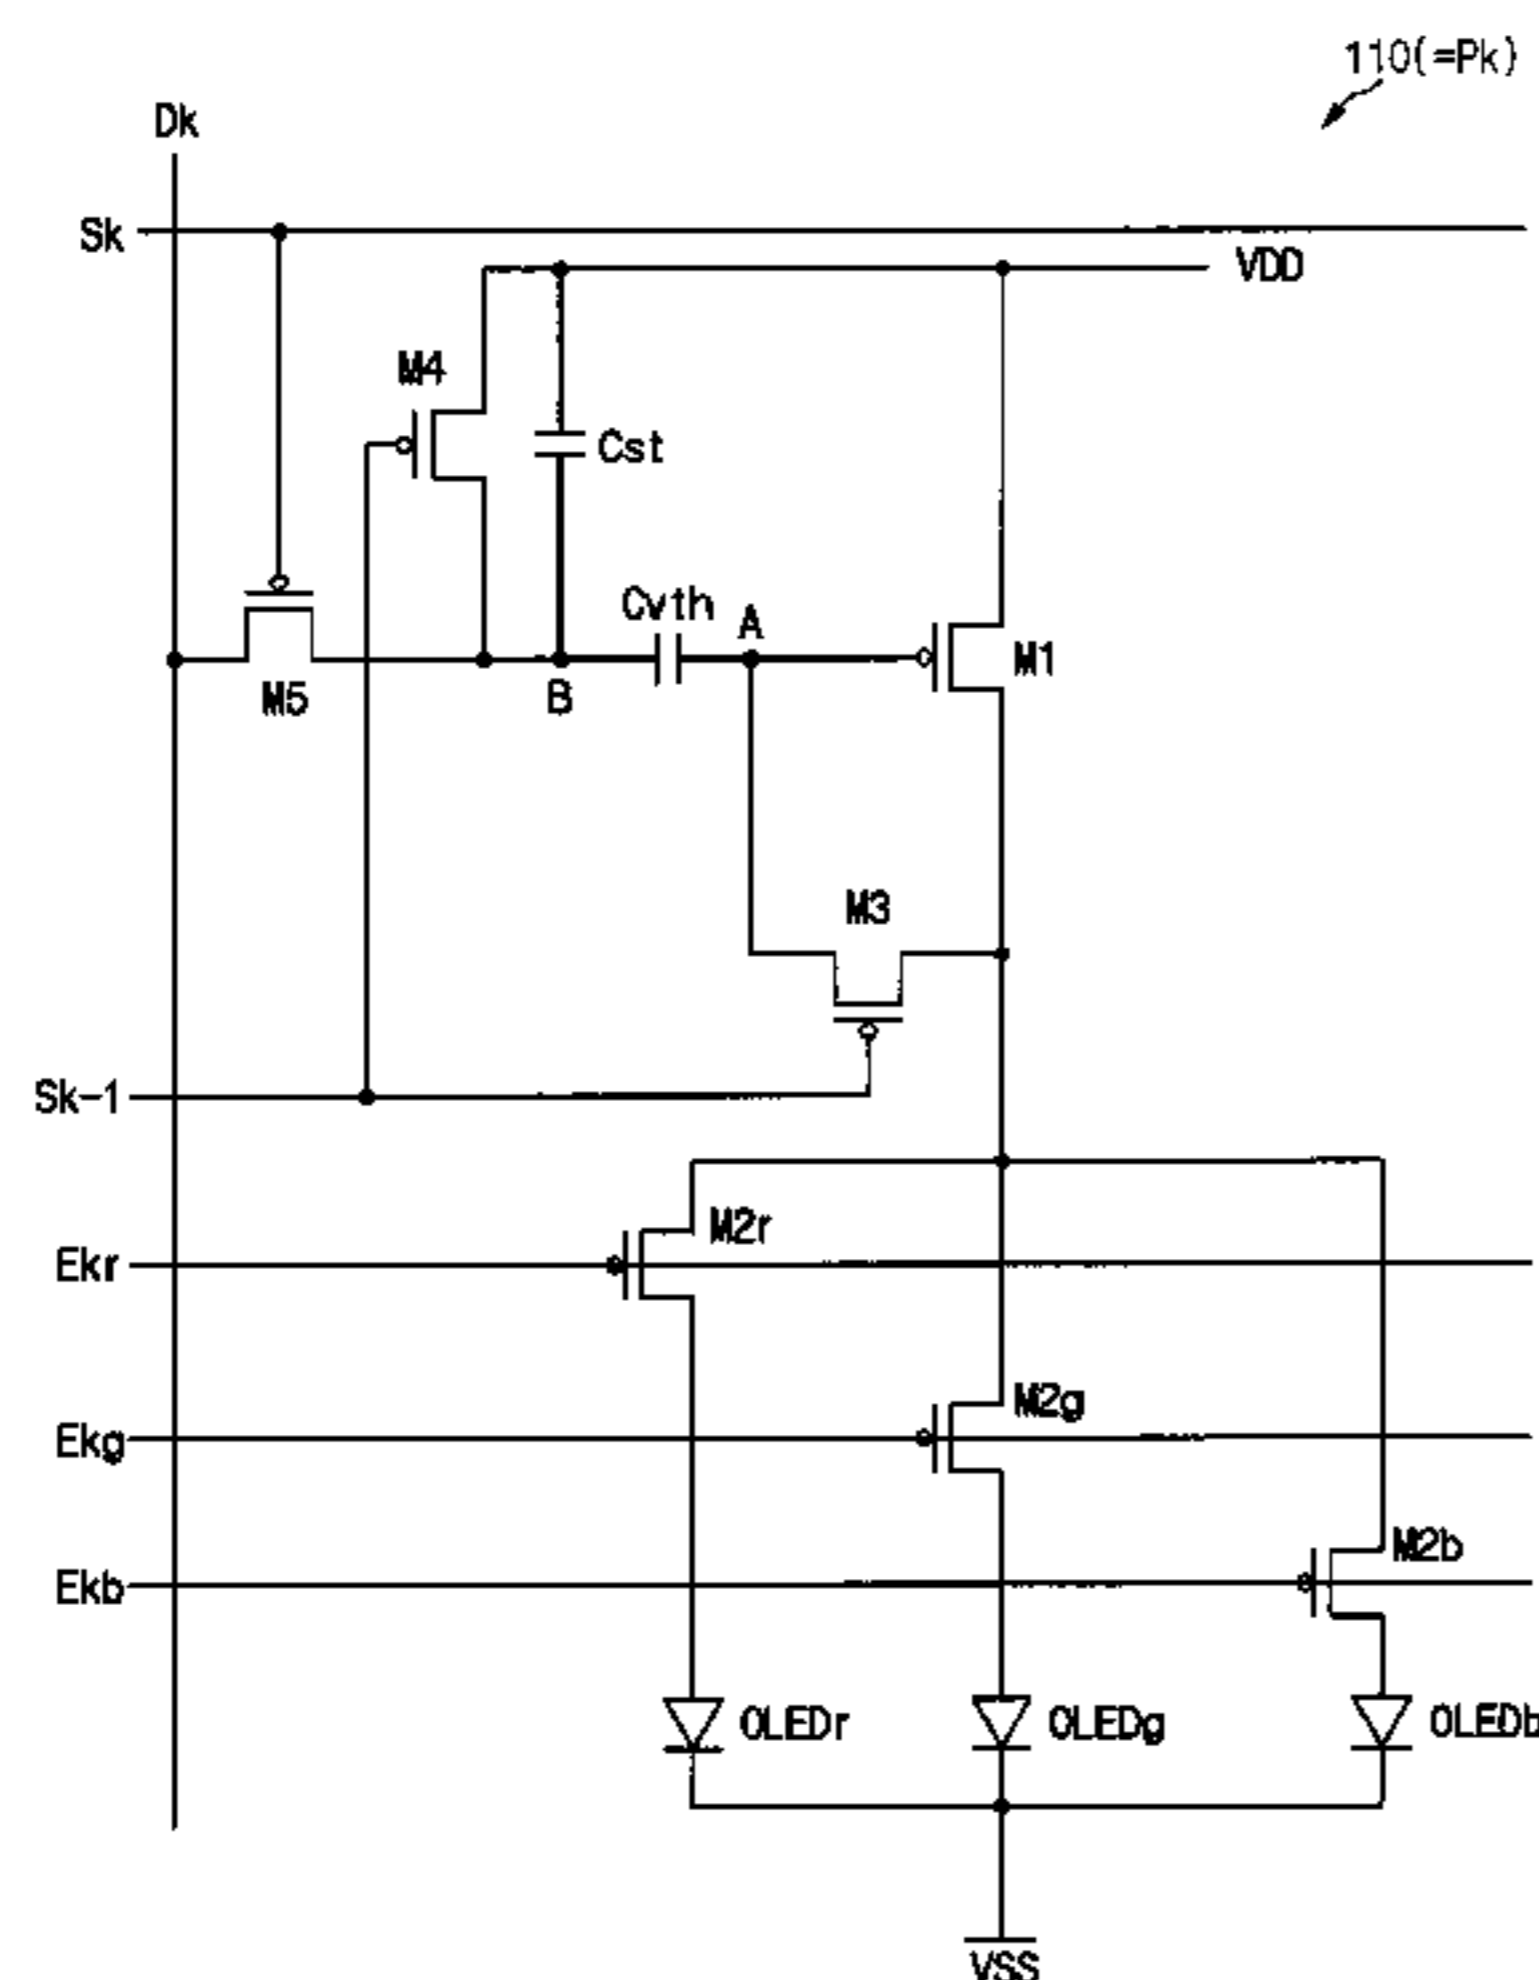 110(=Pk)
Dk
Sk
VDD
M4
Cst
Cvth
A
M1
M5
B
M3
Sk-1
M2r
Ekr
M2g
Ekg
M2b
Ekb
OLEDr
OLEDg
OLEDb
VSS